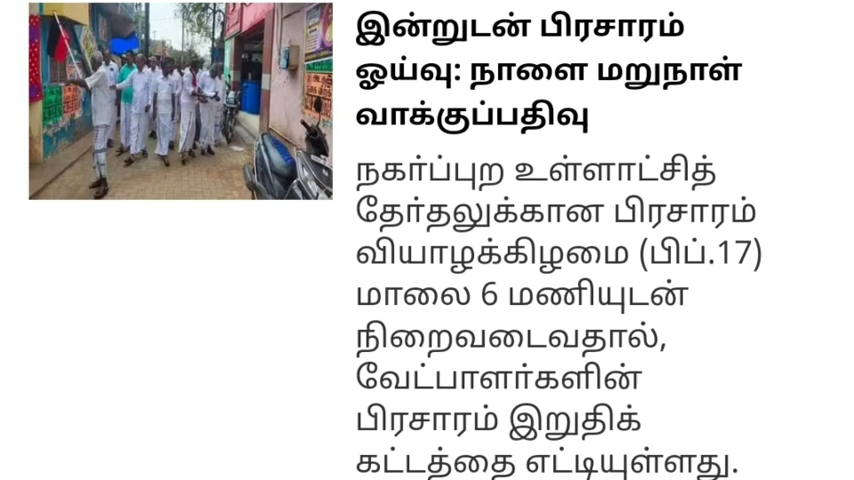 இன்றுடன் பிரசாரம்
ஓய்வு: நாளை மறுநாள்
வாக்குப்பதிவு
நகர்ப்புற உள்ளாட்சித்
தேர்தலுக்கான பிரசாரம்
வியாழக்கிழமை (பிப்.17)
மாலை 6 மணியுடன்
நிறைவடைவதால்,
வேட்பாளர்களின்
பிரசாரம் இறுதிக்
கட்டத்தை எட்டியுள்ளது.